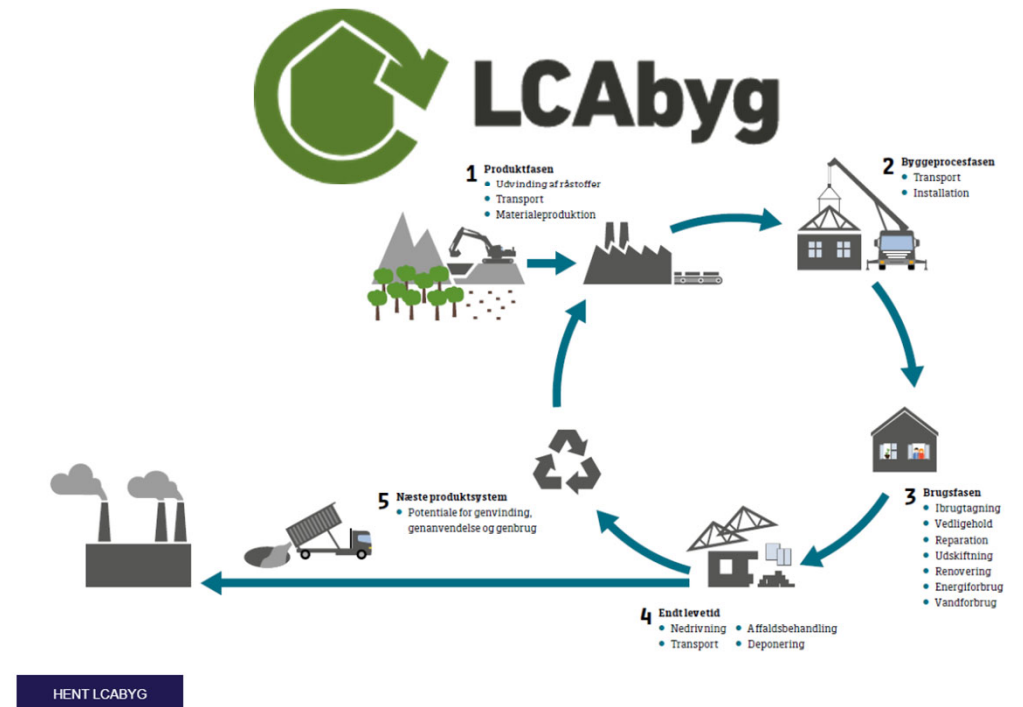 LCAbyg
1 Produktfasen
• Udvinding af råstoffer
• Transport
• Materialeproduktion
2 Byggeprocesfasen
• Transport
• Installation
3 Brugsfasen
• Ibrugtagning
• Vedligehold
• Reparation
• Udskiftning
• Renovering
• Energiforbrug
• Vandforbrug
4 Endt levetid
• Nedrivning • Affaldsbehandling
• Transport • Deponering
5 Næste produktsystem
• Potentiale for genvinding,
genanvendelse og genbrug
HENT LCABYG